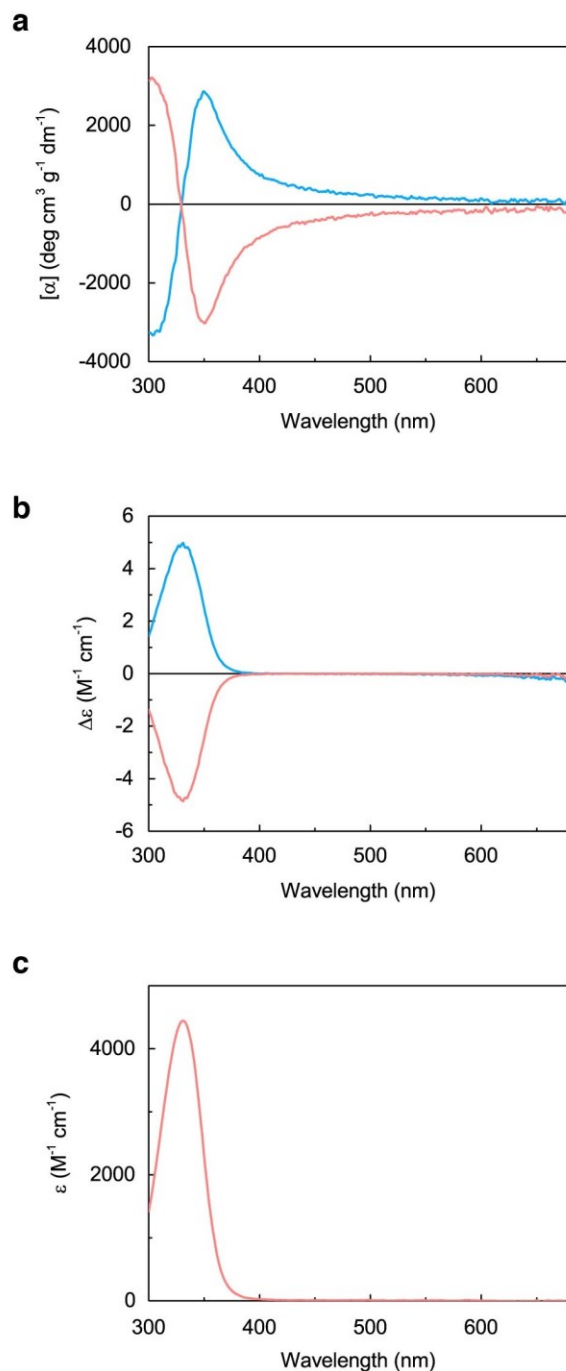 a
4000
2000
0
-2000
-4000
[α] (deg cm³ g⁻¹ dm⁻¹)
300 400 500 600
Wavelength (nm)
b
6
4
2
0
-2
-4
-6
Δε (M⁻¹ cm⁻¹)
300 400 500 600
Wavelength (nm)
c
4000
2000
0
ε (M⁻¹ cm⁻¹)
300 400 500 600
Wavelength (nm)